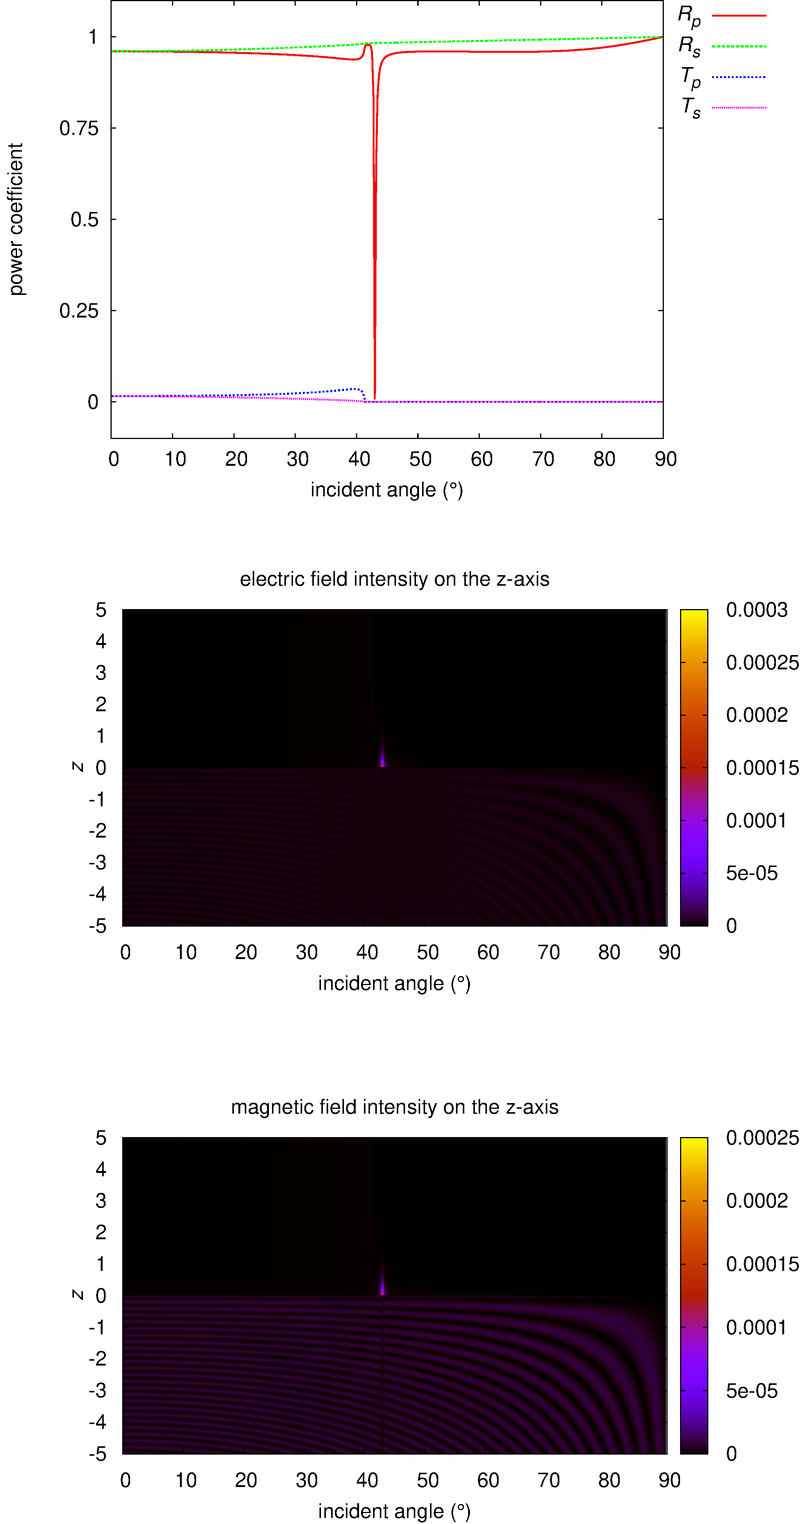 power coefficient
1
0.75
0.5
0.25
0
0 10 20 30 40 50 60 70 80 90
incident angle (°)
Rp
Rs
Tp
Ts
electric field intensity on the z-axis
z
5
4
3
2
1
0
-1
-2
-3
-4
-5
0 10 20 30 40 50 60 70 80 90
incident angle (°)
0.0003
0.00025
0.0002
0.00015
0.0001
5e-05
0
magnetic field intensity on the z-axis
z
5
4
3
2
1
0
-1
-2
-3
-4
-5
0 10 20 30 40 50 60 70 80 90
incident angle (°)
0.00025
0.0002
0.00015
0.0001
5e-05
0